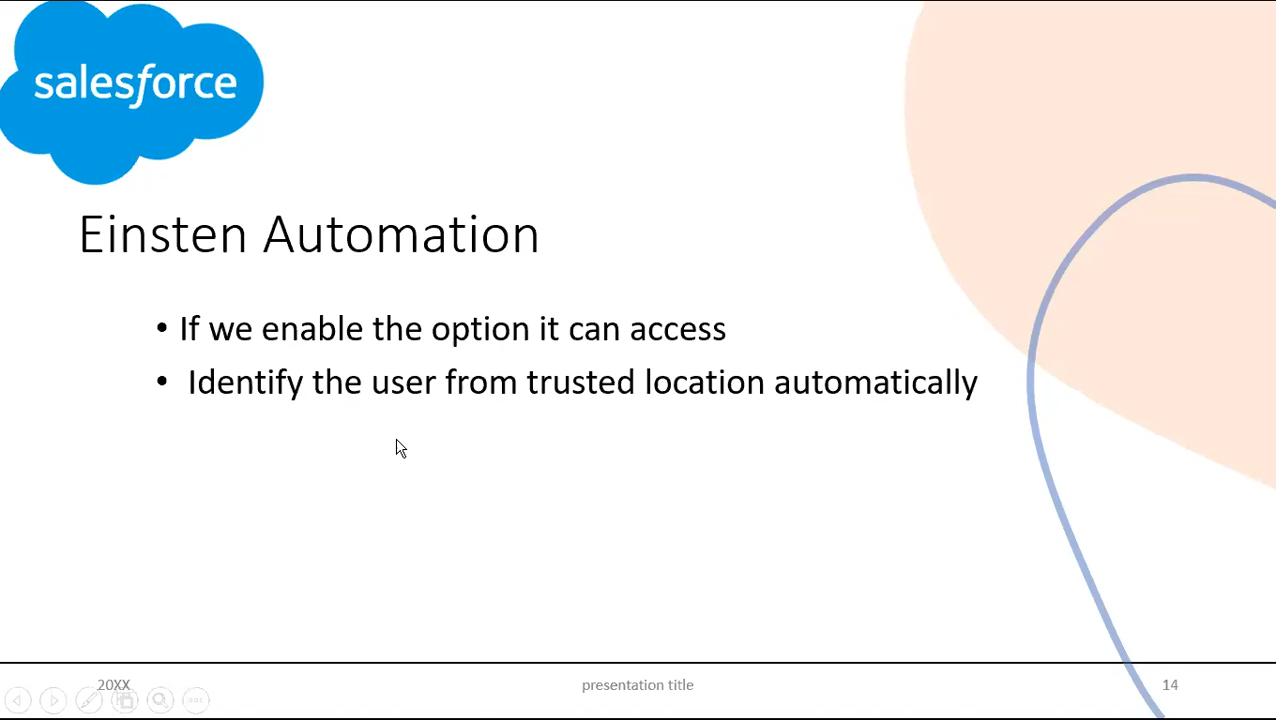 salesforce
Einsten Automation
• If we enable the option it can access
• Identify the user from trusted location automatically
20XX
presentation title
14